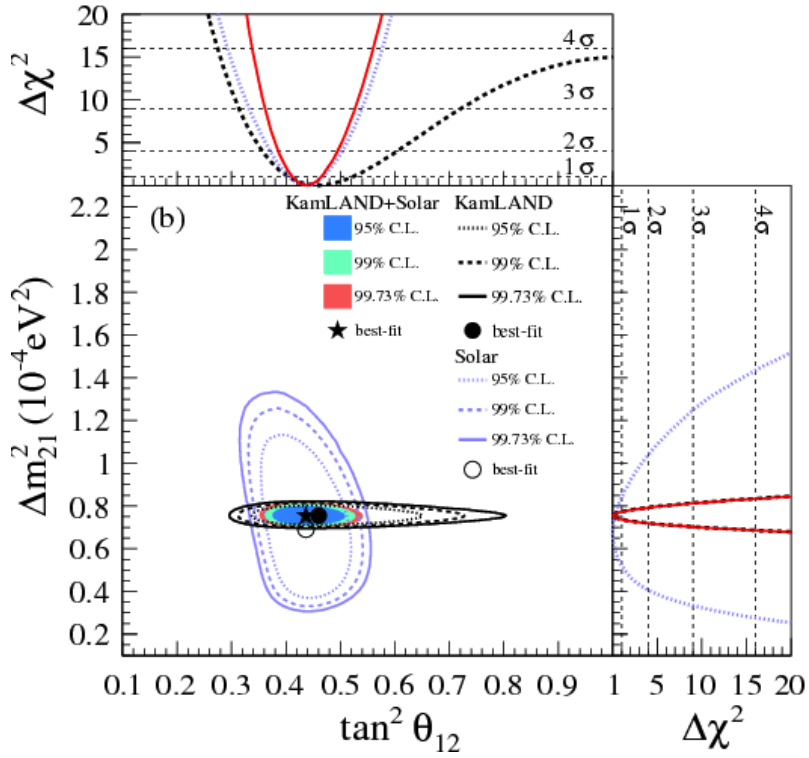 20
15
10
5
Δχ²
4σ
3σ
2σ
1σ
2.2
2
1.8
1.6
1.4
1.2
1
0.8
0.6
0.4
0.2
Δm²₂₁ (10⁻⁴eV²)
(b)
KamLAND+Solar
95% C.L.
99% C.L.
99.73% C.L.
best-fit
KamLAND
95% C.L.
99% C.L.
99.73% C.L.
best-fit
Solar
95% C.L.
99% C.L.
99.73% C.L.
best-fit
1σ
2σ
3σ
4σ
0.1 0.2 0.3 0.4 0.5 0.6 0.7 0.8 0.9 1
tan² θ₁₂
5 10 15 20
Δχ²